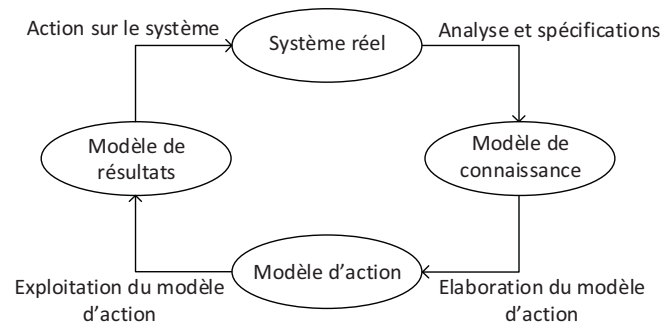 Action sur le système
Système réel
Analyse et spécifications
Modèle de
résultats
Modèle de
connaissance
Modèle d'action
Exploitation du modèle
d'action
Elaboration du modèle
d'action